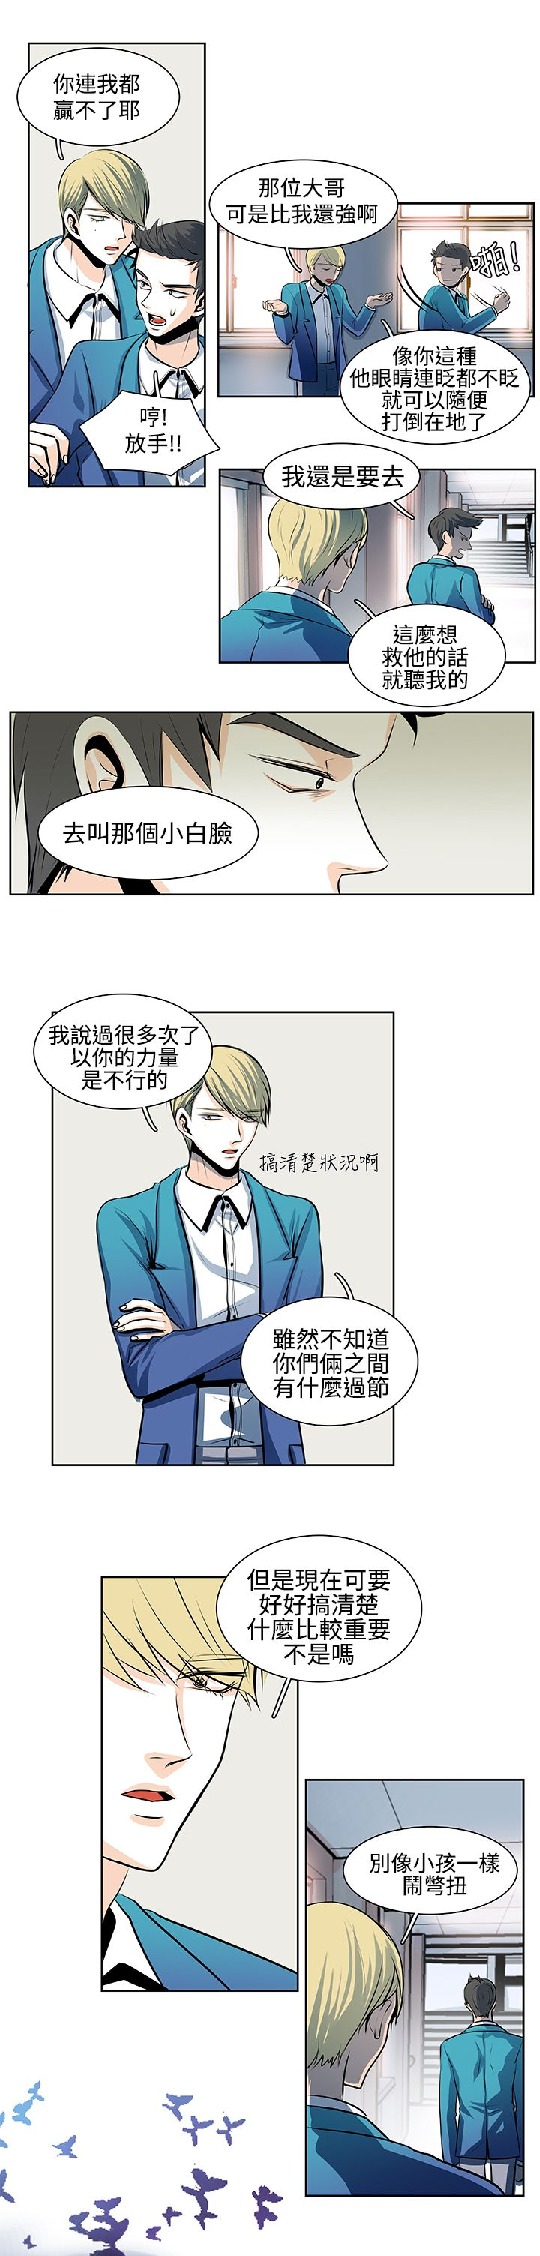 你連我都
贏不了耶
哼!
放手!!
那位大哥
可是比我還強啊
啪!
像你這種
他眼睛連眨都不眨
就可以隨便
打倒在地了
我還是要去
這麼想
救他的話
就聽我的
去叫那個小白臉
我說過很多次了
以你的力量
是不行的
搞清楚狀況啊
雖然不知道
你們倆之間
有什麼過節
但是現在可要
好好搞清楚
什麼比較重要
不是嗎
別像小孩一樣
鬧彆扭